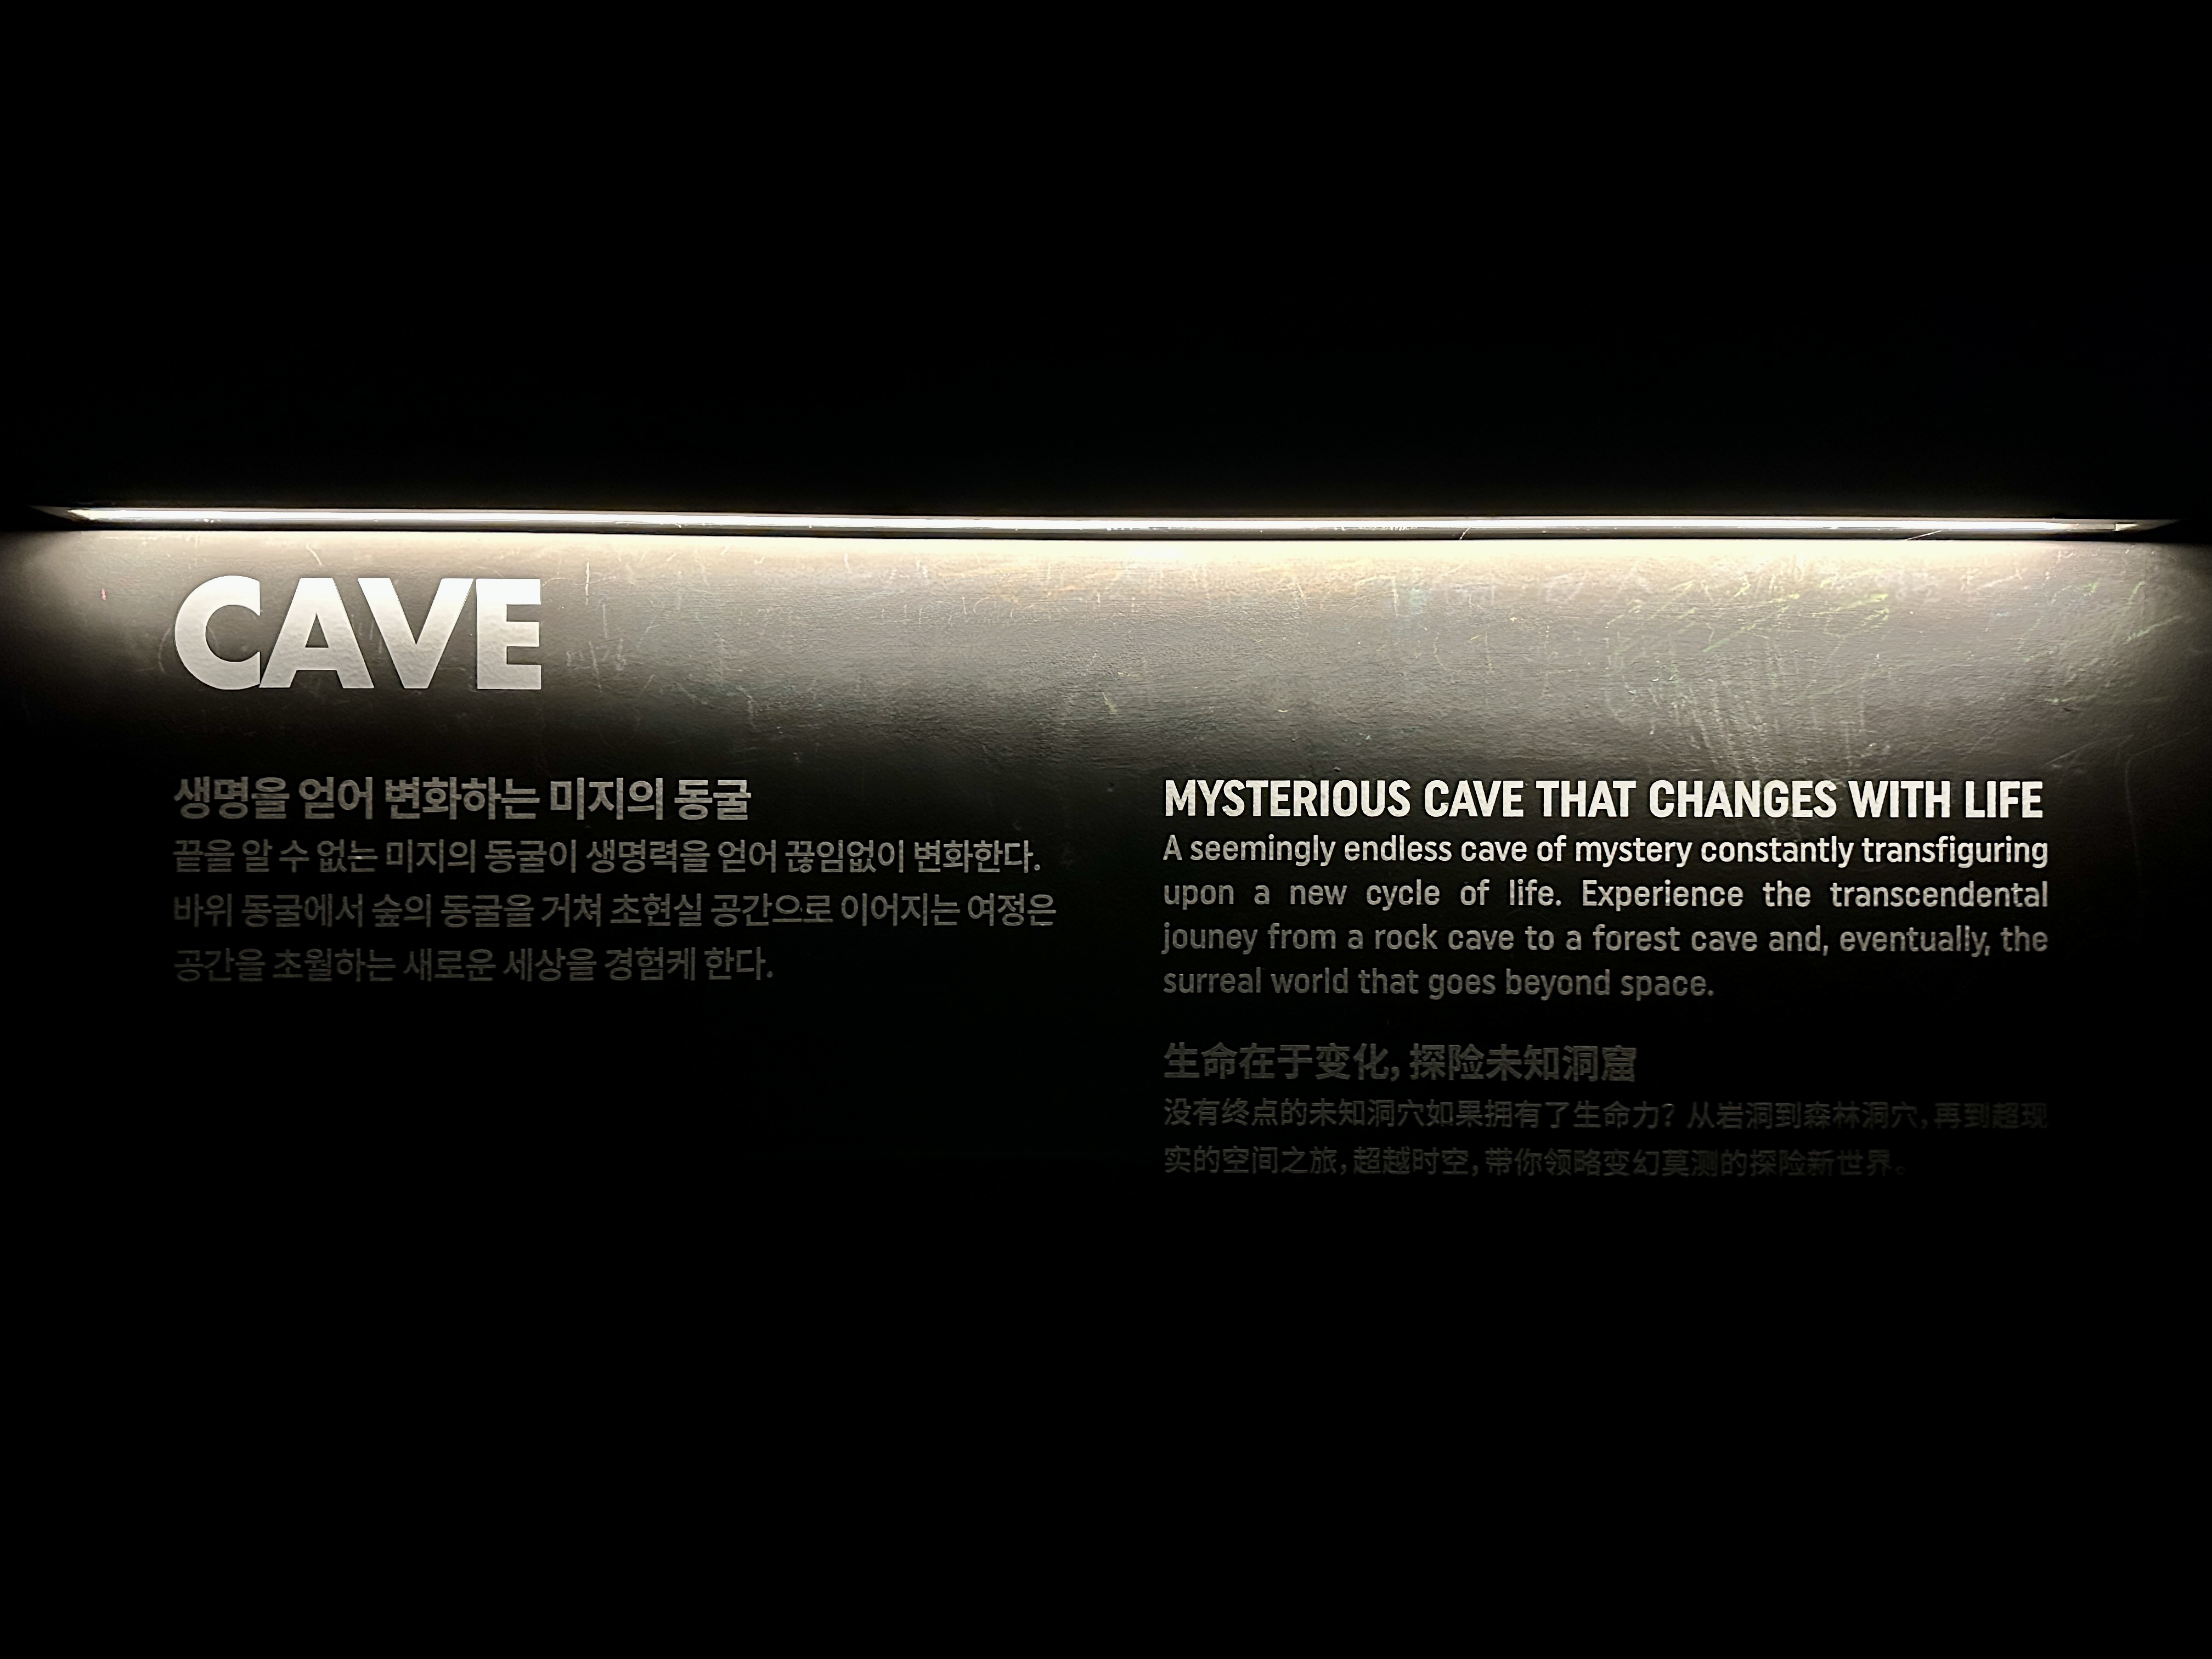 CAVE
생명을 얻어 변화하는 미지의 동굴
끝을 알 수 없는 미지의 동굴이 생명력을 얻어 끊임없이 변화한다.
바위 동굴에서 숲의 동굴을 거쳐 초현실 공간으로 이어지는 여정은
공간을 초월하는 새로운 세상을 경험케 한다.
MYSTERIOUS CAVE THAT CHANGES WITH LIFE
A seemingly endless cave of mystery constantly transfiguring
upon a new cycle of life. Experience the transcendental
jouney from a rock cave to a forest cave and, eventually, the
surreal world that goes beyond space.
生命在于变化, 探险未知洞窟
没有终点的未知洞穴如果拥有了生命力？从岩洞到森林洞穴, 再到超现
实的空间之旅, 超越时空, 带你领略变幻莫测的探险新世界。